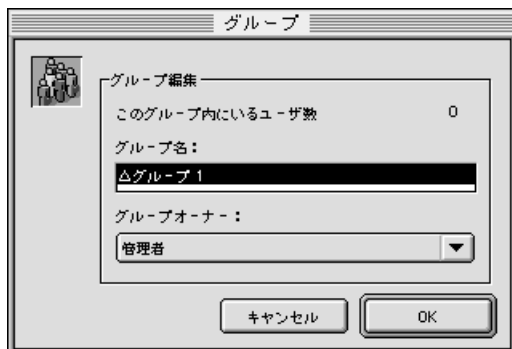 グループ
グループ編集
このグループ内にいるユーザ数 0
グループ名：
△グループ 1
グループオーナー：
管理者
キャンセル OK